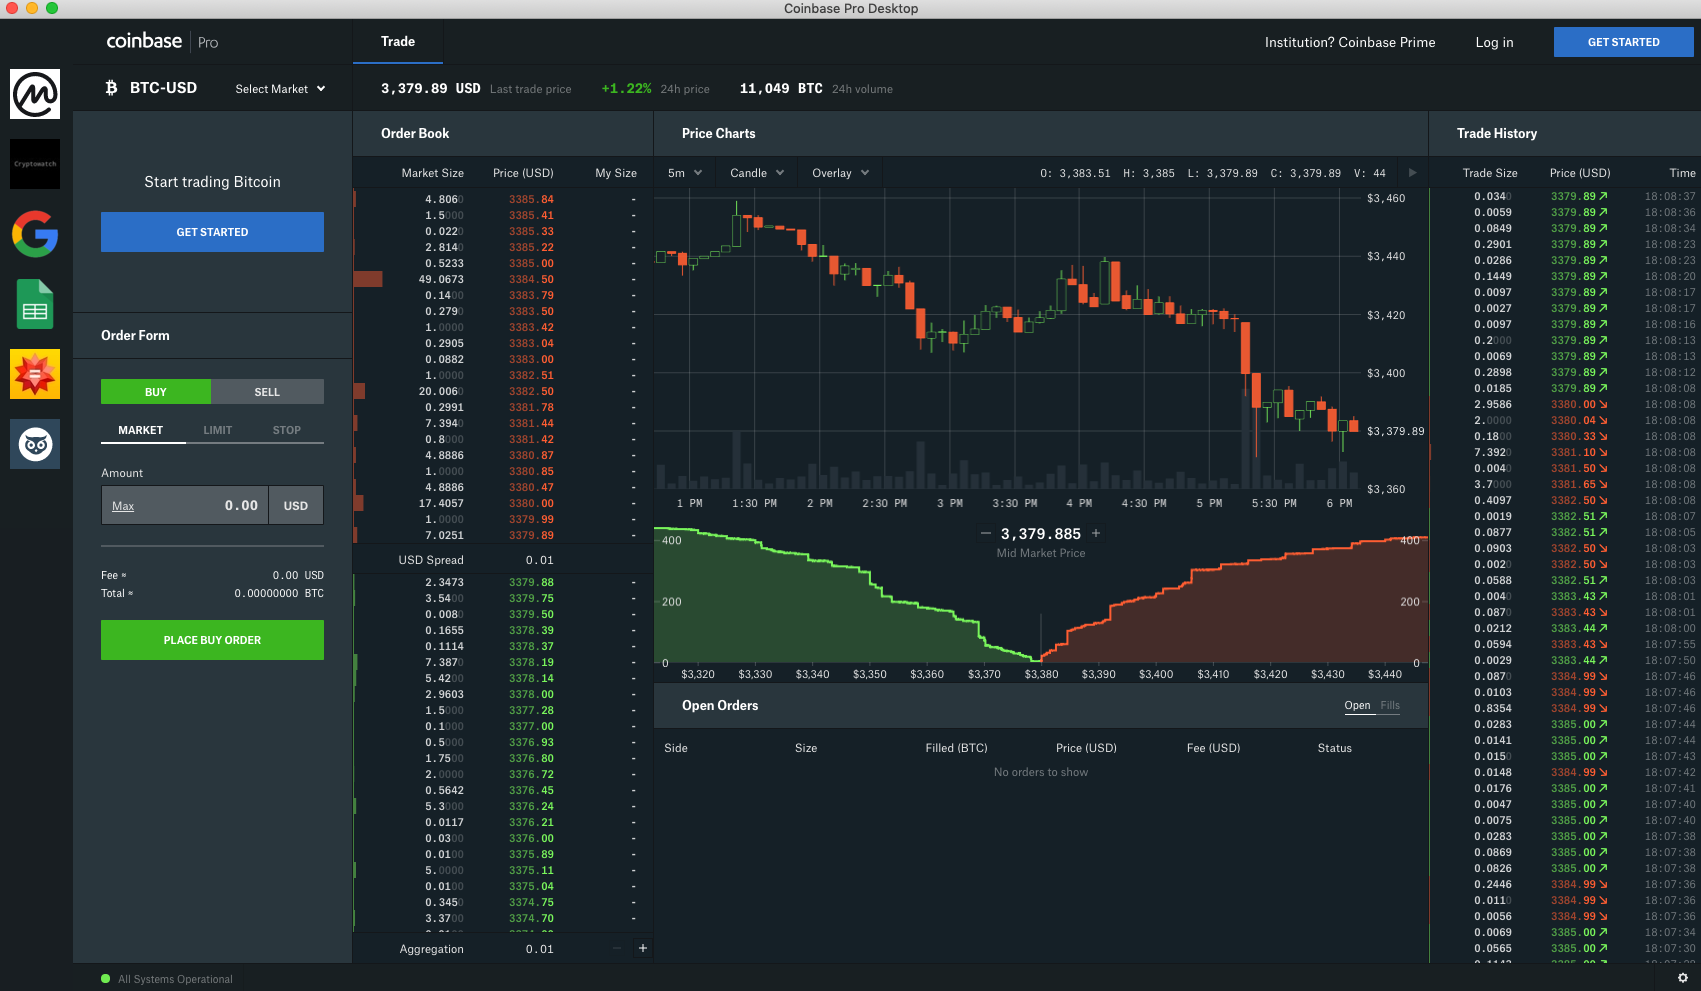 Coinbase Pro Desktop
coinbase Pro
Trade
Institution? Coinbase Prime
Log in
GET STARTED
Cryptowatch
BTC-USD
Select Market
3,379.89 USD Last trade price
+1.22% 24h price
11,049 BTC 24h volume
Start trading Bitcoin
GET STARTED
Order Form
BUY SELL
MARKET LIMIT STOP
Amount
Max 0.00 USD
Fee ≈ 0.00 USD
Total ≈ 0.00000000 BTC
PLACE BUY ORDER
Order Book
Market Size Price (USD) My Size
4.8060 3385.84 -
1.5000 3385.41 -
0.0220 3385.33 -
2.8140 3385.22 -
0.5233 3385.00 -
49.0673 3384.50 -
0.1400 3383.79 -
0.2790 3383.50 -
1.0000 3383.42 -
0.2905 3383.04 -
0.0882 3383.00 -
1.0000 3382.51 -
20.0060 3382.50 -
0.2991 3381.78 -
7.3940 3381.44 -
0.8000 3381.42 -
4.8886 3380.87 -
1.0000 3380.85 -
4.8886 3380.47 -
17.4057 3380.00 -
1.0000 3379.99 -
7.0251 3379.89 -
USD Spread 0.01
2.3473 3379.88 -
3.5400 3379.75 -
0.0080 3379.50 -
0.1655 3378.39 -
0.1114 3378.37 -
7.3870 3378.19 -
5.4200 3378.14 -
2.9603 3378.00 -
1.5000 3377.28 -
0.1000 3377.00 -
0.5000 3376.93 -
1.7500 3376.80 -
2.0000 3376.72 -
0.5642 3376.45 -
5.3000 3376.24 -
0.0117 3376.21 -
0.0300 3376.00 -
0.0100 3375.89 -
5.0000 3375.11 -
0.0100 3375.04 -
0.3450 3374.75 -
3.3700 3374.70 -
Aggregation 0.01 − +
Price Charts
5m Candle Overlay
O: 3,383.51 H: 3,385 L: 3,379.89 C: 3,379.89 V: 44
$3,460
$3,440
$3,420
$3,400
$3,379.89
$3,360
1 PM 1:30 PM 2 PM 2:30 PM 3 PM 3:30 PM 4 PM 4:30 PM 5 PM 5:30 PM 6 PM
− 3,379.885 +
Mid Market Price
400 400
200 200
0 0
$3,320 $3,330 $3,340 $3,350 $3,360 $3,370 $3,380 $3,390 $3,400 $3,410 $3,420 $3,430 $3,440
Open Orders
Open Fills
Side Size Filled (BTC) Price (USD) Fee (USD) Status
No orders to show
Trade History
Trade Size Price (USD) Time
0.0340 3379.89↗ 18:08:37
0.0059 3379.89↗ 18:08:36
0.0849 3379.89↗ 18:08:34
0.2901 3379.89↗ 18:08:23
0.0286 3379.89↗ 18:08:23
0.1449 3379.89↗ 18:08:20
0.0097 3379.89↗ 18:08:17
0.0027 3379.89↗ 18:08:17
0.0097 3379.89↗ 18:08:16
0.2000 3379.89↗ 18:08:13
0.0069 3379.89↗ 18:08:13
0.2898 3379.89↗ 18:08:12
0.0185 3379.89↗ 18:08:08
2.9586 3380.00↘ 18:08:08
2.0000 3380.04↘ 18:08:08
0.1800 3380.33↘ 18:08:08
7.3920 3381.10↘ 18:08:08
0.0040 3381.50↘ 18:08:08
3.7000 3381.65↘ 18:08:08
0.4097 3382.50↘ 18:08:08
0.0019 3382.51↗ 18:08:07
0.0877 3382.51↗ 18:08:05
0.0903 3382.50↘ 18:08:03
0.0020 3382.50↘ 18:08:03
0.0588 3382.51↗ 18:08:03
0.0040 3383.43↗ 18:08:01
0.0870 3383.43↘ 18:08:01
0.0212 3383.44↗ 18:08:00
0.0594 3383.43↘ 18:07:55
0.0029 3383.44↗ 18:07:50
0.0870 3384.99↘ 18:07:46
0.0103 3384.99↘ 18:07:46
0.8354 3384.99↘ 18:07:46
0.0283 3385.00↗ 18:07:44
0.0141 3385.00↗ 18:07:44
0.0150 3385.00↗ 18:07:43
0.0148 3384.99↘ 18:07:42
0.0176 3385.00↗ 18:07:41
0.0047 3385.00↗ 18:07:40
0.0075 3385.00↗ 18:07:40
0.0283 3385.00↗ 18:07:38
0.0869 3385.00↗ 18:07:38
0.0826 3385.00↗ 18:07:38
0.2446 3384.99↘ 18:07:36
0.0110 3384.99↘ 18:07:36
0.0056 3384.99↘ 18:07:36
0.0069 3385.00↗ 18:07:34
0.0565 3385.00↗ 18:07:30
All Systems Operational